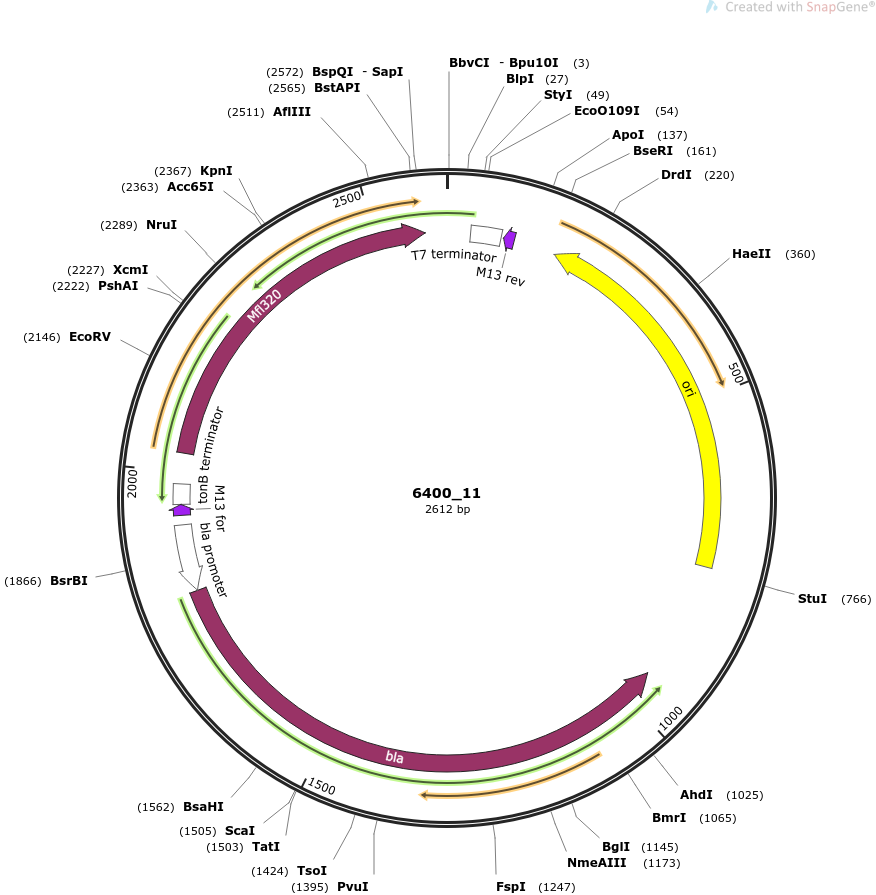 Created with SnapGene®
(2572) BspQI - SapI
BbvCI - Bpu10I (3)
(2565) BstAPI
BlpI (27)
StyI (49)
(2511) AflIII
EcoO109I (54)
ApoI (137)
BseRI (161)
(2367) KpnI
DrdI (220)
(2363) Acc65I
2500
(2289) NruI
HaeII (360)
T7 terminator
M13 rev
(2227) XcmI
(2222) PshAI
Mfl320
(2146) EcoRV
500
ori
tonB terminator
2000
M13 for
6400_11
2612 bp
bla promoter
(1866) BsrBI
StuI (766)
1000
bla
1500
AhdI (1025)
(1562) BsaHI
BmrI (1065)
(1505) ScaI
(1503) TatI
BglI (1145)
NmeAIII (1173)
(1424) TsoI
(1395) PvuI
FspI (1247)